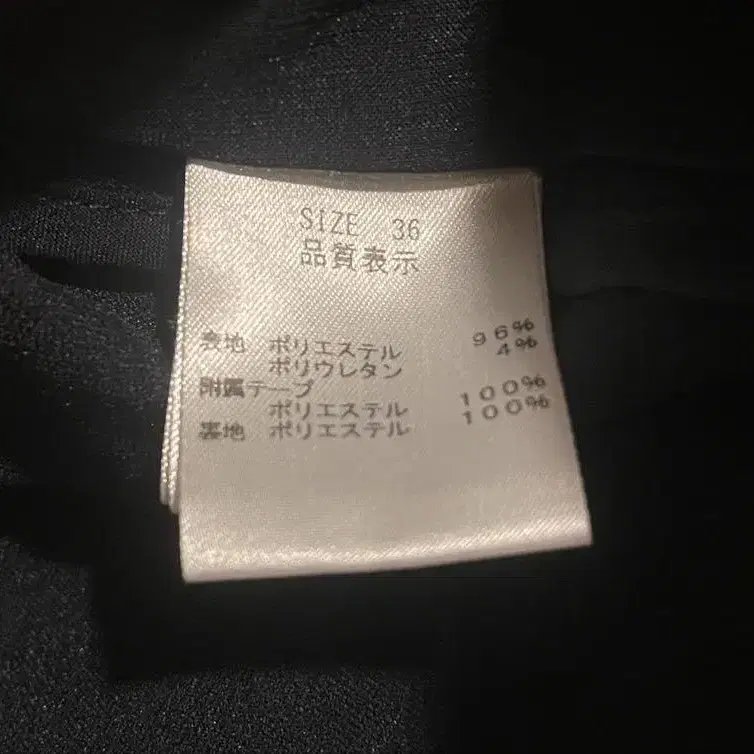 SIZE 36
品質表示
表地 ポリエステル 96%
ポリウレタン 4%
附属テープ
ポリエステル 100%
裏地 ポリエステル 100%